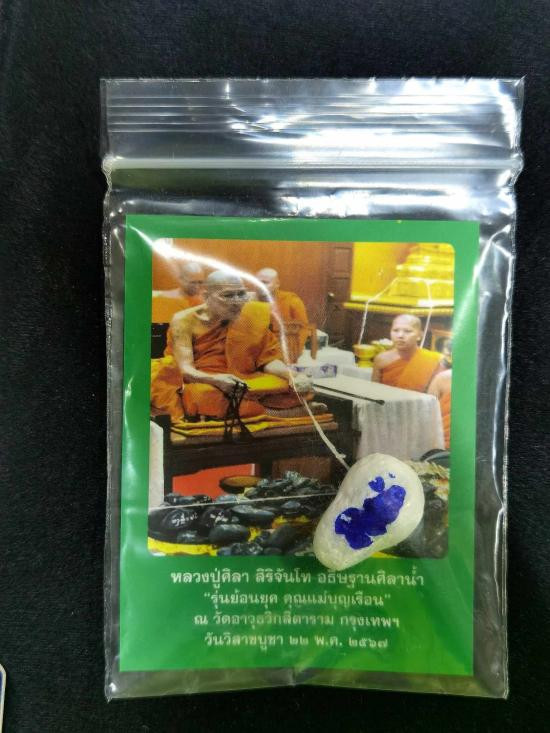 หลวงปู่ศิลา สิริจันโท อธิษฐานศิลาน้ำ
"รุ่นย้อนยุค คุณแม่บุญเรือน"
ณ วัดอาวุธวิกสิตาราม กรุงเทพฯ
วันวิสาขบูชา ๒๒ พ.ค. ๒๕๖๗